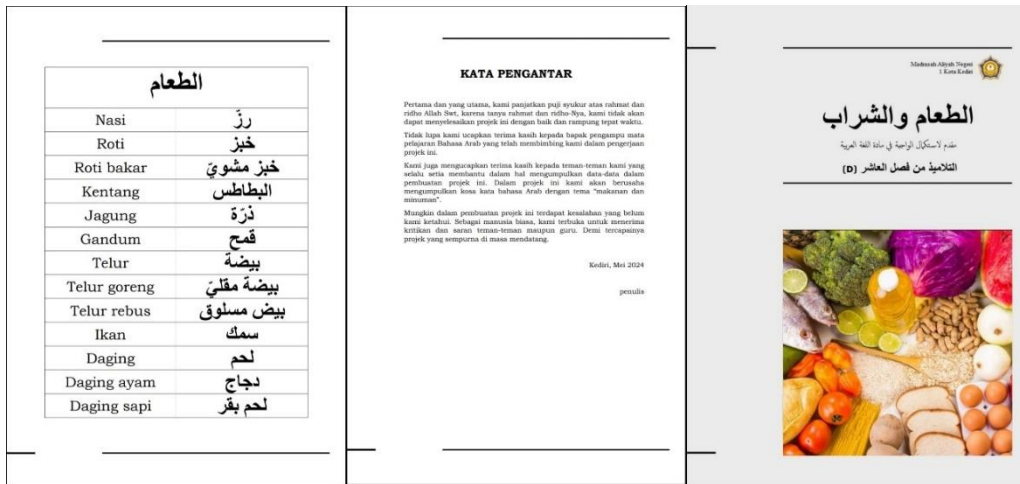 الطعام
Nasi رزّ
Roti خبز
Roti bakar خبز مشويّ
Kentang البطاطس
Jagung ذرّة
Gandum قمح
Telur بيضة
Telur goreng بيضة مقليّ
Telur rebus بيض مسلوق
Ikan سمك
Daging لحم
Daging ayam دجاج
Daging sapi لحم بقر
KATA PENGANTAR
Pertama dan yang utama, kami panjatkan puji syukur atas rahmat dan
ridho Allah Swt, karena tanya rahmat dan ridho-Nya, kami tidak akan
dapat menyelesaikan projek ini dengan baik dan rampung tepat waktu.
Tidak lupa kami ucapkan terima kasih kepada bapak pengampu mata
pelajaran Bahasa Arab yang telah membimbing kami dalam pengerjaan
projek ini.
Kami juga mengucapkan terima kasih kepada teman-teman kami yang
selalu setia membantu dalam hal mengumpulkan data-data dalam
pembuatan projek ini. Dalam projek ini kami akan berusaha
mengumpulkan kosa kata bahasa Arab dengan tema "makanan dan
minuman".
Mungkin dalam pembuatan projek ini terdapat kesalahan yang belum
kami ketahui. Sebagai manusia biasa, kami terbuka untuk menerima
kritikan dan saran teman-teman maupun guru. Demi tercapainya
projek yang sempurna di masa mendatang.
Kediri, Mei 2024
penulis
Madrasah Aliyah Negeri
1 Kota Kediri
الطعام والشراب
مقدم لاستكمال الواجبة في مادة اللغة العربية
التلاميذ من فصل العاشر (D)